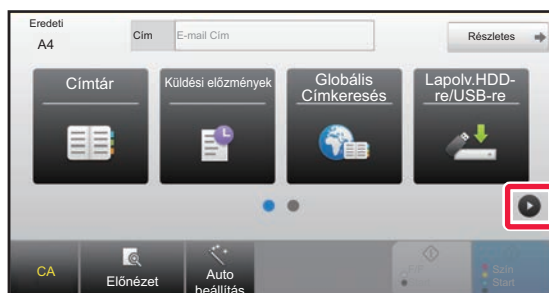 Eredeti
A4
Cím
E-mail Cím
Részletes
Címtár
Küldési előzmények
Globális
Címkeresés
Lapolv.HDD-
re/USB-re
CA
Előnézet
Auto
beállítás
Szín
Start